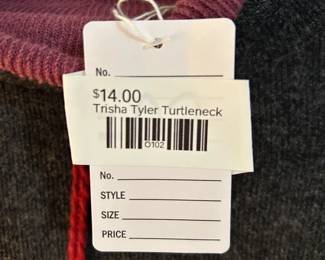 No.
$14.00
Trisha Tyler Turtleneck
O102
No.
STYLE
SIZE
PRICE